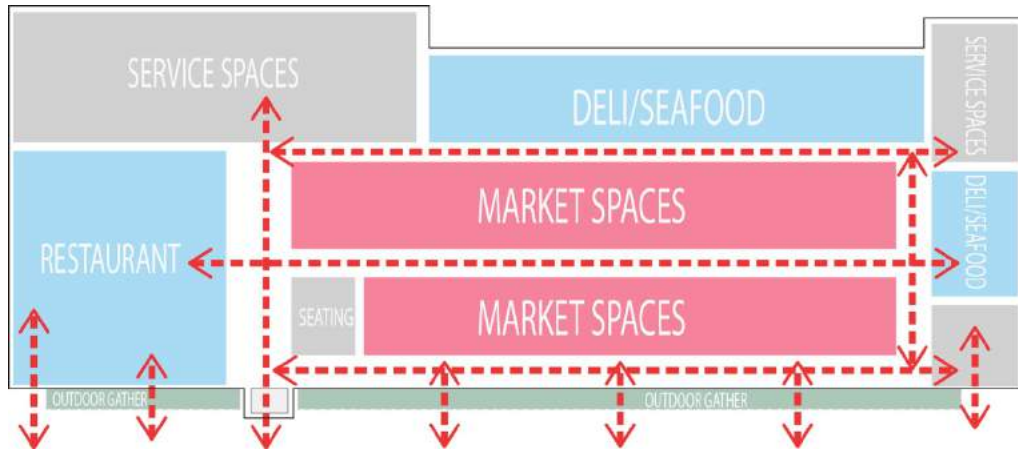 SERVICE SPACES
DELI/SEAFOOD
SERVICE SPACES
MARKET SPACES
RESTAURANT
DELI/SEAFOOD
SEATING
MARKET SPACES
OUTDOOR GATHER
OUTDOOR GATHER